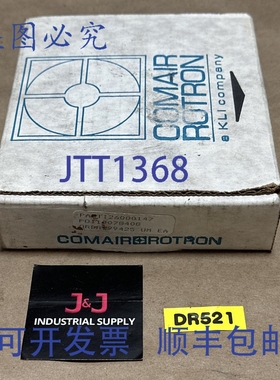 盗图必究
COMAIR
ROTRON
a KLI company
JTT1368
COMAIR ROTRON
J&J
INDUSTRIAL SUPPLY
DR521
可开发票 顺丰包邮